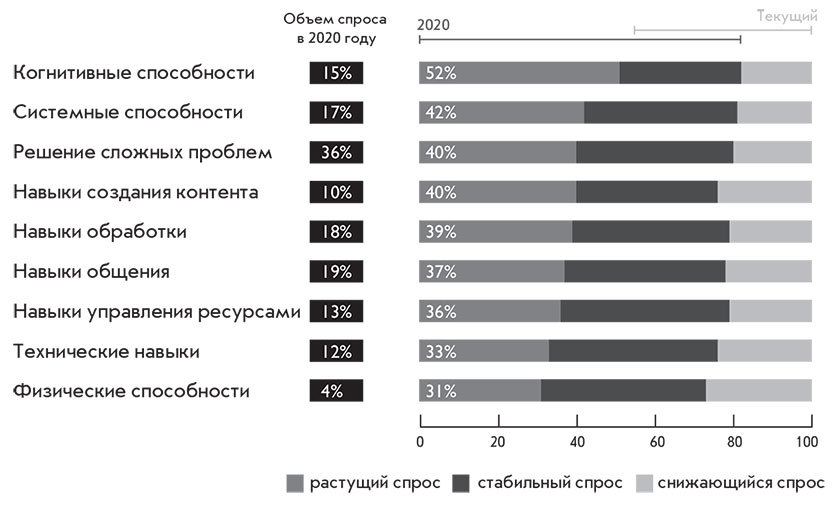 Объем спроса
в 2020 году
2020
Текущий
Когнитивные способности 15% 52%
Системные способности 17% 42%
Решение сложных проблем 36% 40%
Навыки создания контента 10% 40%
Навыки обработки 18% 39%
Навыки общения 19% 37%
Навыки управления ресурсами 13% 36%
Технические навыки 12% 33%
Физические способности 4% 31%
0 20 40 60 80 100
растущий спрос стабильный спрос снижающийся спрос